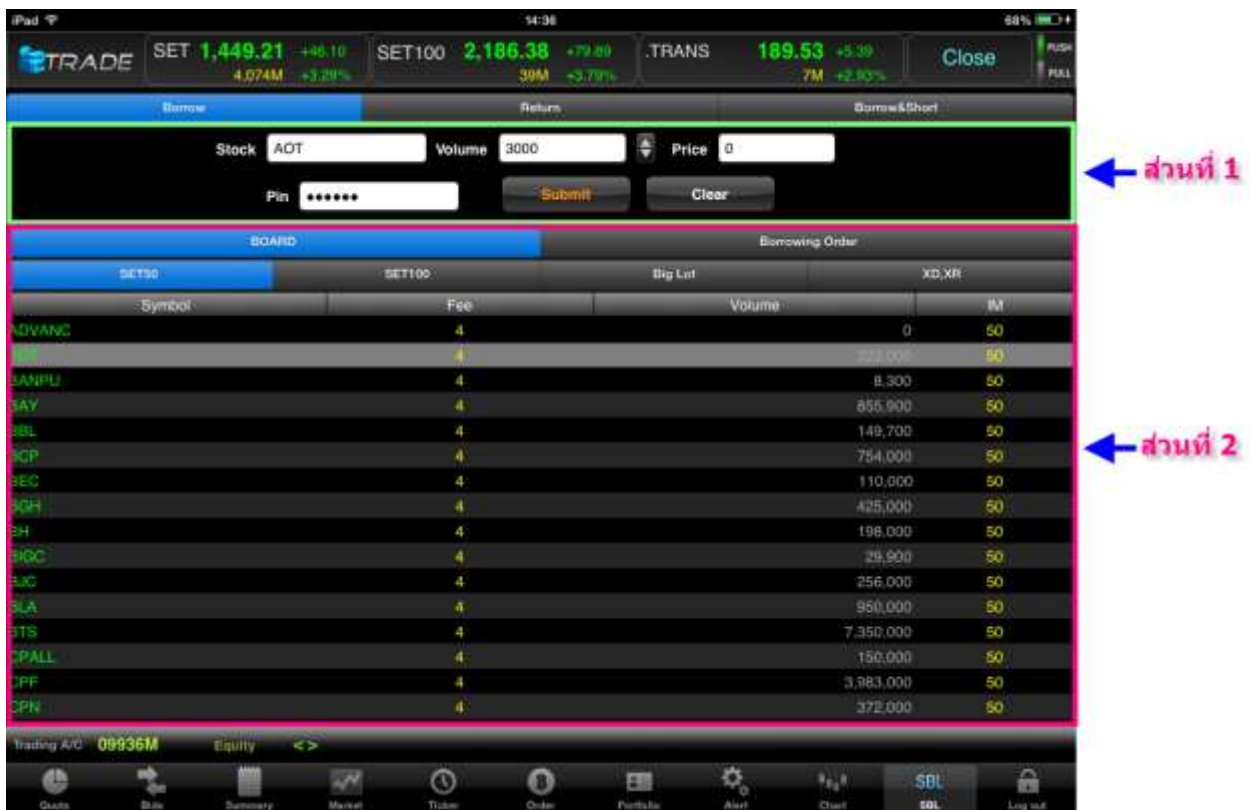 iPad 14:36 68%
eTRADE SET 1,449.21 +46.10 SET100 2,186.38 +79.89 .TRANS 189.53 +5.39 Close PUSH
4,074M +3.29% 39M +3.79% 7M +2.93% PULL
Borrow Return Borrow&Short
Stock AOT Volume 3000 Price 0
ส่วนที่ 1
Pin Submit Clear
BOARD Borrowing Order
SET50 SET100 Big Lot XD,XR
Symbol Fee Volume IM
ADVANC 4 0 50
AOT 4 50
BANPU 4 8,300 50
BAY 4 855,900 50
BBL 4 149,700 50
ส่วนที่ 2
BCP 4 754,000 50
BEC 4 110,000 50
BGH 4 425,000 50
BH 4 198,000 50
BIGC 4 29,900 50
BJC 4 256,000 50
BLA 4 950,000 50
BTS 4 7,350,000 50
CPALL 4 150,000 50
CPF 4 3,983,000 50
CPN 4 372,000 50
Trading A/C 09936M Equity <>
SBL
Quote Bids Summary Market Ticker Order Portfolio Alert Chart SBL Log out